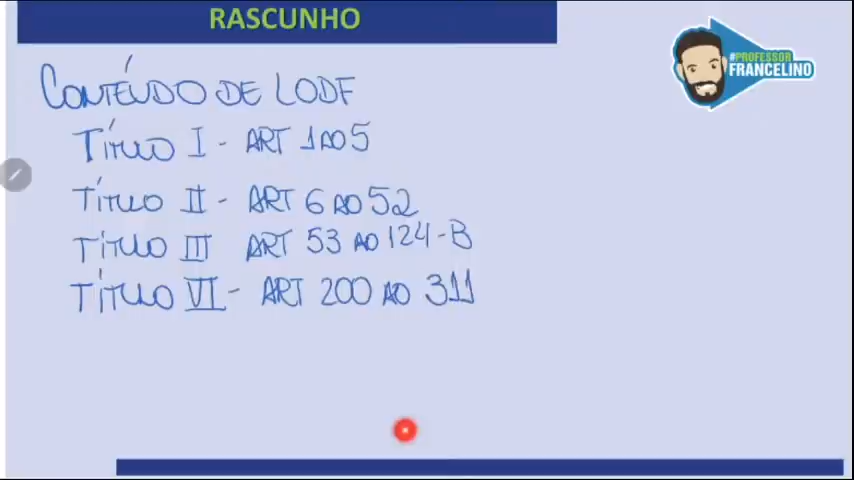 RASCUNHO
#PROFESSOR
FRANCELINO
CONTEÚDO DE LODF
TÍTULO I - ART 1 AO 5
TÍTULO II - ART 6 AO 52
TÍTULO III ART 53 AO 124-B
TÍTULO VI - ART 200 AO 311